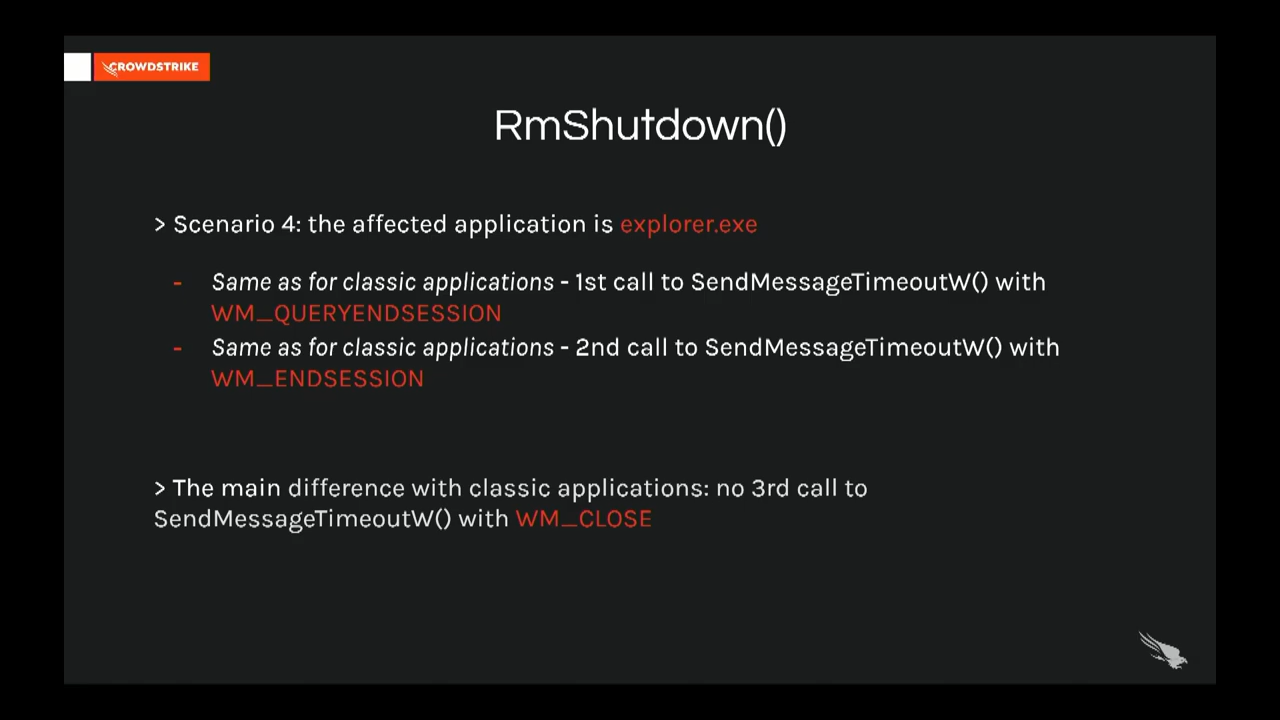 CROWDSTRIKE
RmShutdown()
> Scenario 4: the affected application is explorer.exe
- Same as for classic applications - 1st call to SendMessageTimeoutW() with
WM_QUERYENDSESSION
- Same as for classic applications - 2nd call to SendMessageTimeoutW() with
WM_ENDSESSION
> The main difference with classic applications: no 3rd call to
SendMessageTimeoutW() with WM_CLOSE